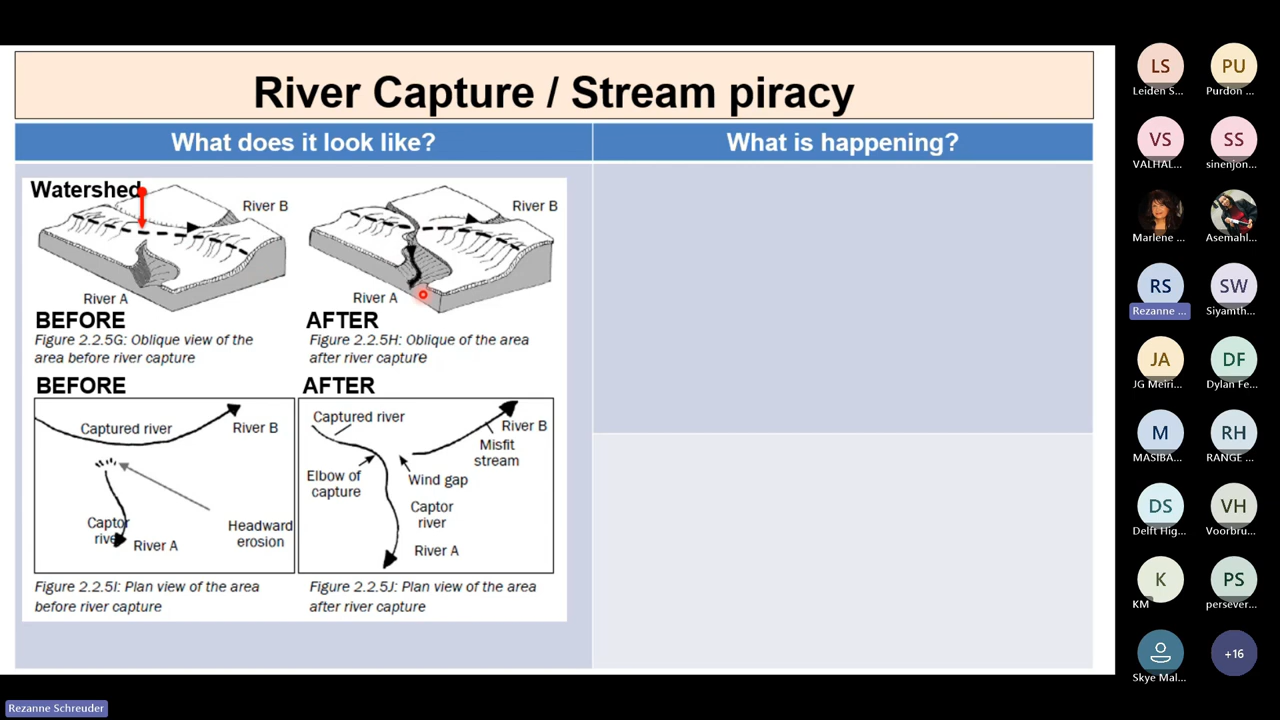 River Capture / Stream piracy
What does it look like?
What is happening?
Watershed
River B
River A
BEFORE
Figure 2.2.5G: Oblique view of the
area before river capture
River B
River A
AFTER
Figure 2.2.5H: Oblique of the area
after river capture
BEFORE
Captured river
River B
Captor
river
River A
Headward
erosion
Figure 2.2.5I: Plan view of the area
before river capture
AFTER
Captured river
River B
Misfit
stream
Elbow of
capture
Wind gap
Captor
river
River A
Figure 2.2.5J: Plan view of the area
after river capture
LS
Leiden S...
PU
Purdon ...
VS
VALHAL...
SS
sinenjon...
Marlene ...
Asemahl...
RS
Rezanne ...
SW
Siyamth...
JA
JG Meiri...
DF
Dylan Fe...
M
MASIBA...
RH
RANGE ...
DS
Delft Hig...
VH
Voorbru...
K
KM
PS
persever...
Skye Mal...
+16
Rezanne Schreuder